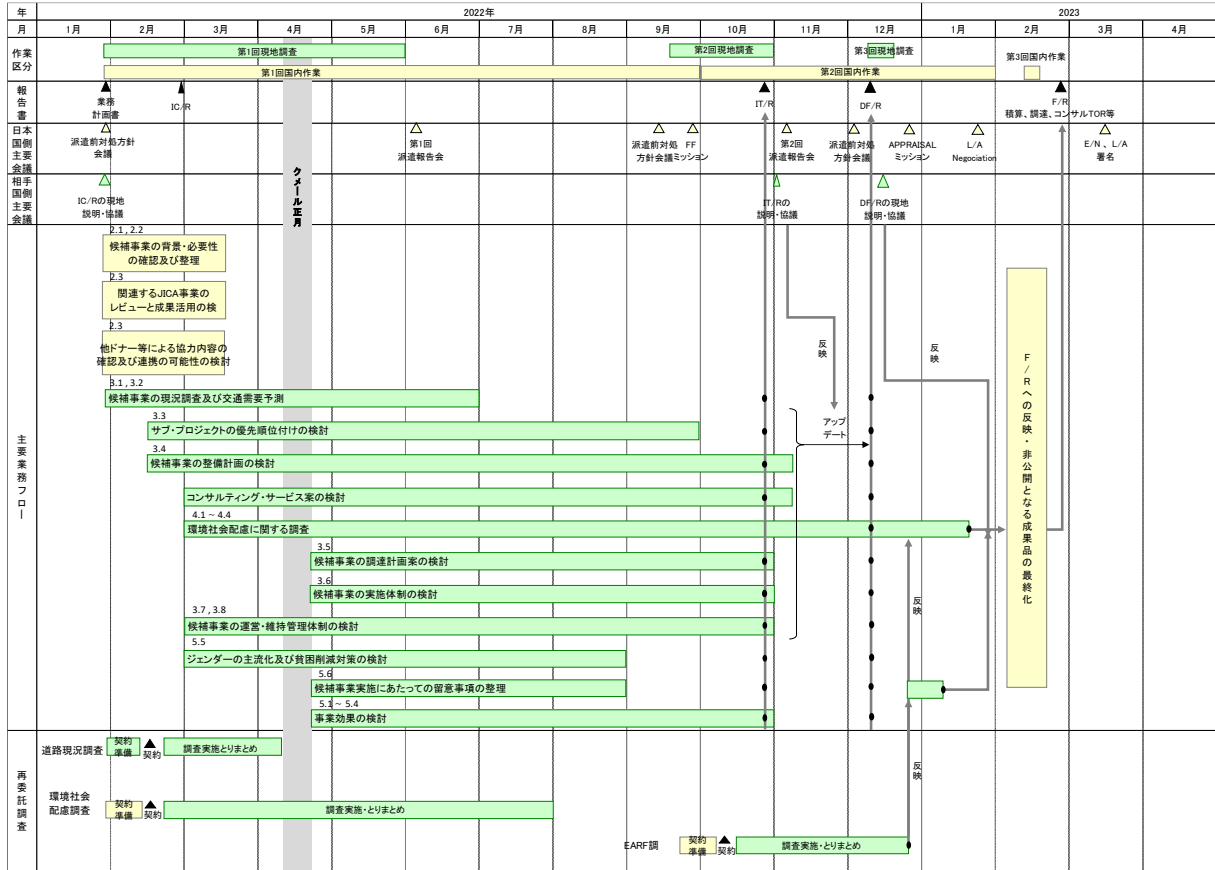 年
2022年
2023
月
1月 2月 3月 4月 5月 6月 7月 8月 9月 10月 11月 12月 1月 2月 3月 4月
作業
区分
第1回現地調査
第2回現地調査
第3回現地調査
第1回国内作業
第2回国内作業
第3回国内作業
報告書
業務
計画書
IC/R
IT/R
DF/R
F/R
積算、調達、コンサルTOR等
日本
国側
主要
会議
派遣前対処方針
会議
第1回
派遣報告会
派遣前対処
方針会議
FF
ミッション
第2回
派遣報告会
派遣前対処
方針会議
APPRAISAL
ミッション
L/A
Negociation
E/N 、L/A
署名
相手
国側
主要
会議
IC/Rの現地
説明・協議
IT/Rの
説明・協議
DF/Rの現地
説明・協議
クメール正月
主要業務フロー
2.1 , 2.2
候補事業の背景・必要性
の確認及び整理
2.3
関連するJICA事業の
レビューと成果活用の検
2.3
他ドナー等による協力内容の
確認及び連携の可能性の検討
3.1 , 3.2
候補事業の現況調査及び交通需要予測
3.3
サブ・プロジェクトの優先順位付けの検討
3.4
候補事業の整備計画の検討
コンサルティング・サービス案の検討
4.1 ~ 4.4
環境社会配慮に関する調査
3.5
候補事業の調達計画案の検討
3.6
候補事業の実施体制の検討
3.7 , 3.8
候補事業の運営・維持管理体制の検討
5.5
ジェンダーの主流化及び貧困削減対策の検討
5.6
候補事業実施にあたっての留意事項の整理
5.1 ~ 5.4
事業効果の検討
反映
アップ
デート
反映
反映
F/Rへの反映・非公開となる成果品の最終化
再委託調査
道路現況調査
契約
準備
契約
調査実施とりまとめ
環境社会
配慮調査
契約
準備
契約
調査実施・とりまとめ
反映
EARF調
契約
準備
契約
調査実施・とりまとめ